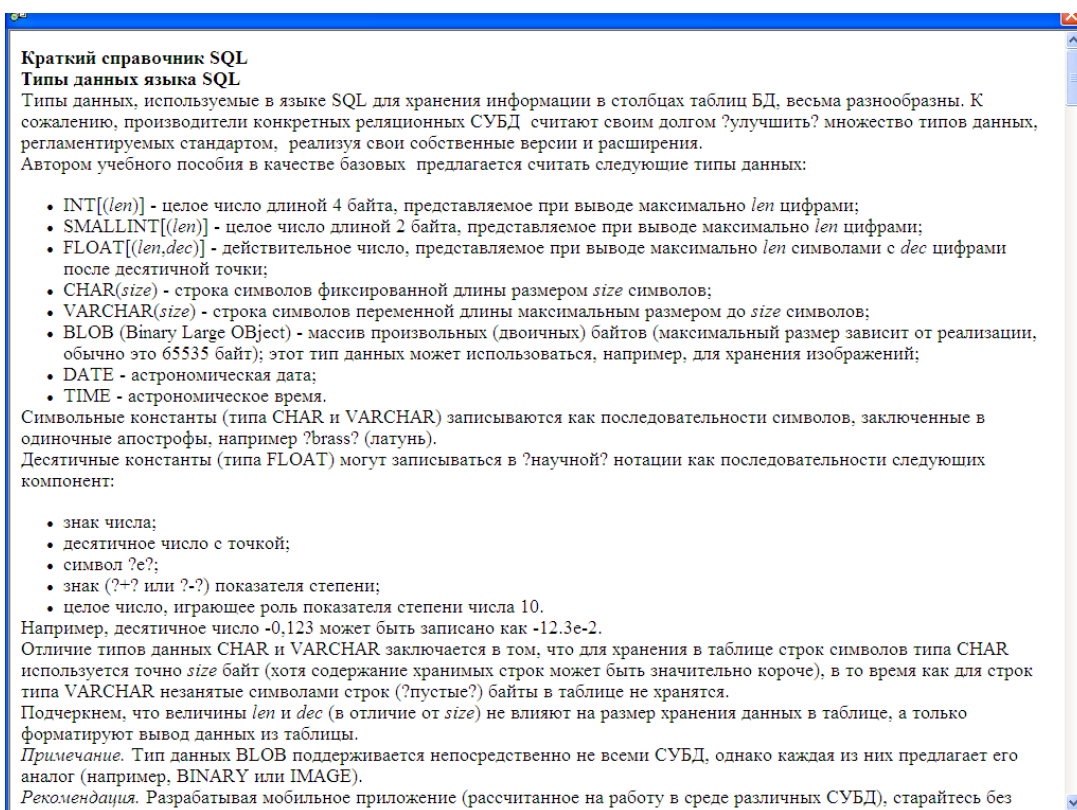 Краткий справочник SQL
Типы данных языка SQL
Типы данных, используемые в языке SQL для хранения информации в столбцах таблиц БД, весьма разнообразны. К
сожалению, производители конкретных реляционных СУБД считают своим долгом ?улучшить? множество типов данных,
регламентируемых стандартом, реализуя свои собственные версии и расширения.
Автором учебного пособия в качестве базовых предлагается считать следующие типы данных:
• INT[(len)] - целое число длиной 4 байта, представляемое при выводе максимально len цифрами;
• SMALLINT[(len)] - целое число длиной 2 байта, представляемое при выводе максимально len цифрами;
• FLOAT[(len,dec)] - действительное число, представляемое при выводе максимально len символами с dec цифрами
после десятичной точки;
• CHAR(size) - строка символов фиксированной длины размером size символов;
• VARCHAR(size) - строка символов переменной длины максимальным размером до size символов;
• BLOB (Binary Large OBject) - массив произвольных (двоичных) байтов (максимальный размер зависит от реализации,
обычно это 65535 байт); этот тип данных может использоваться, например, для хранения изображений;
• DATE - астрономическая дата;
• TIME - астрономическое время.
Символьные константы (типа CHAR и VARCHAR) записываются как последовательности символов, заключенные в
одиночные апострофы, например ?brass? (латунь).
Десятичные константы (типа FLOAT) могут записываться в ?научной? нотации как последовательности следующих
компонент:
• знак числа;
• десятичное число с точкой;
• символ ?e?;
• знак (?+? или ?-?) показателя степени;
• целое число, играющее роль показателя степени числа 10.
Например, десятичное число -0,123 может быть записано как -12.3e-2.
Отличие типов данных CHAR и VARCHAR заключается в том, что для хранения в таблице строк символов типа CHAR
используется точно size байт (хотя содержание хранимых строк может быть значительно короче), в то время как для строк
типа VARCHAR незанятые символами строк (?пустые?) байты в таблице не хранятся.
Подчеркнем, что величины len и dec (в отличие от size) не влияют на размер хранения данных в таблице, а только
форматируют вывод данных из таблицы.
Примечание. Тип данных BLOB поддерживается непосредственно не всеми СУБД, однако каждая из них предлагает его
аналог (например, BINARY или IMAGE).
Рекомендация. Разрабатывая мобильное приложение (рассчитанное на работу в среде различных СУБД), старайтесь без